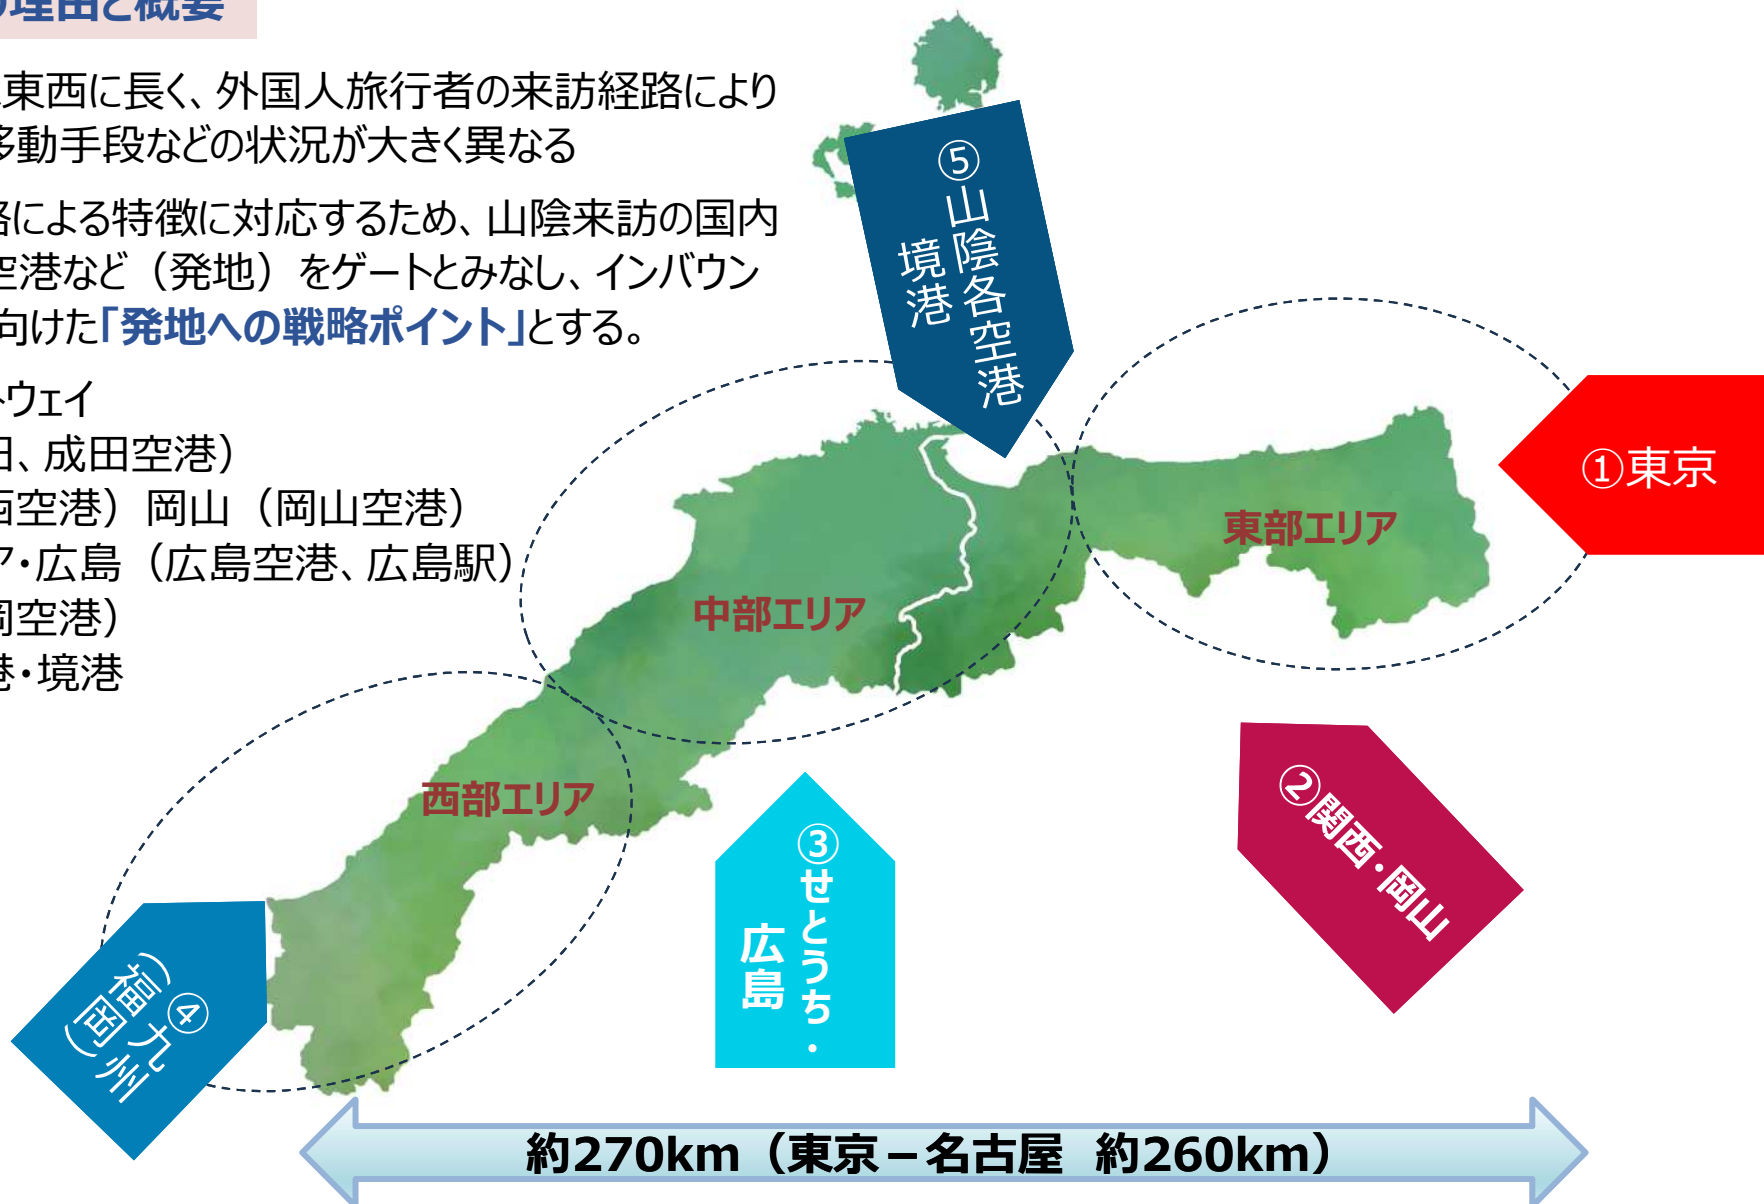 理由と概要
東西に長く、外国人旅行者の来訪経路により
移動手段などの状況が大きく異なる
路による特徴に対応するため、山陰来訪の国内
空港など（発地）をゲートとみなし、インバウン
向けた「発地への戦略ポイント」とする。
トウェイ
田、成田空港）
西空港）岡山（岡山空港）
ア・広島（広島空港、広島駅）
岡空港）
港・境港
⑤山陰各空港
境港
①東京
東部エリア
中部エリア
西部エリア
②関西・岡山
③せとうち・
広島
④九州
（福岡）
約270km（東京－名古屋 約260km）